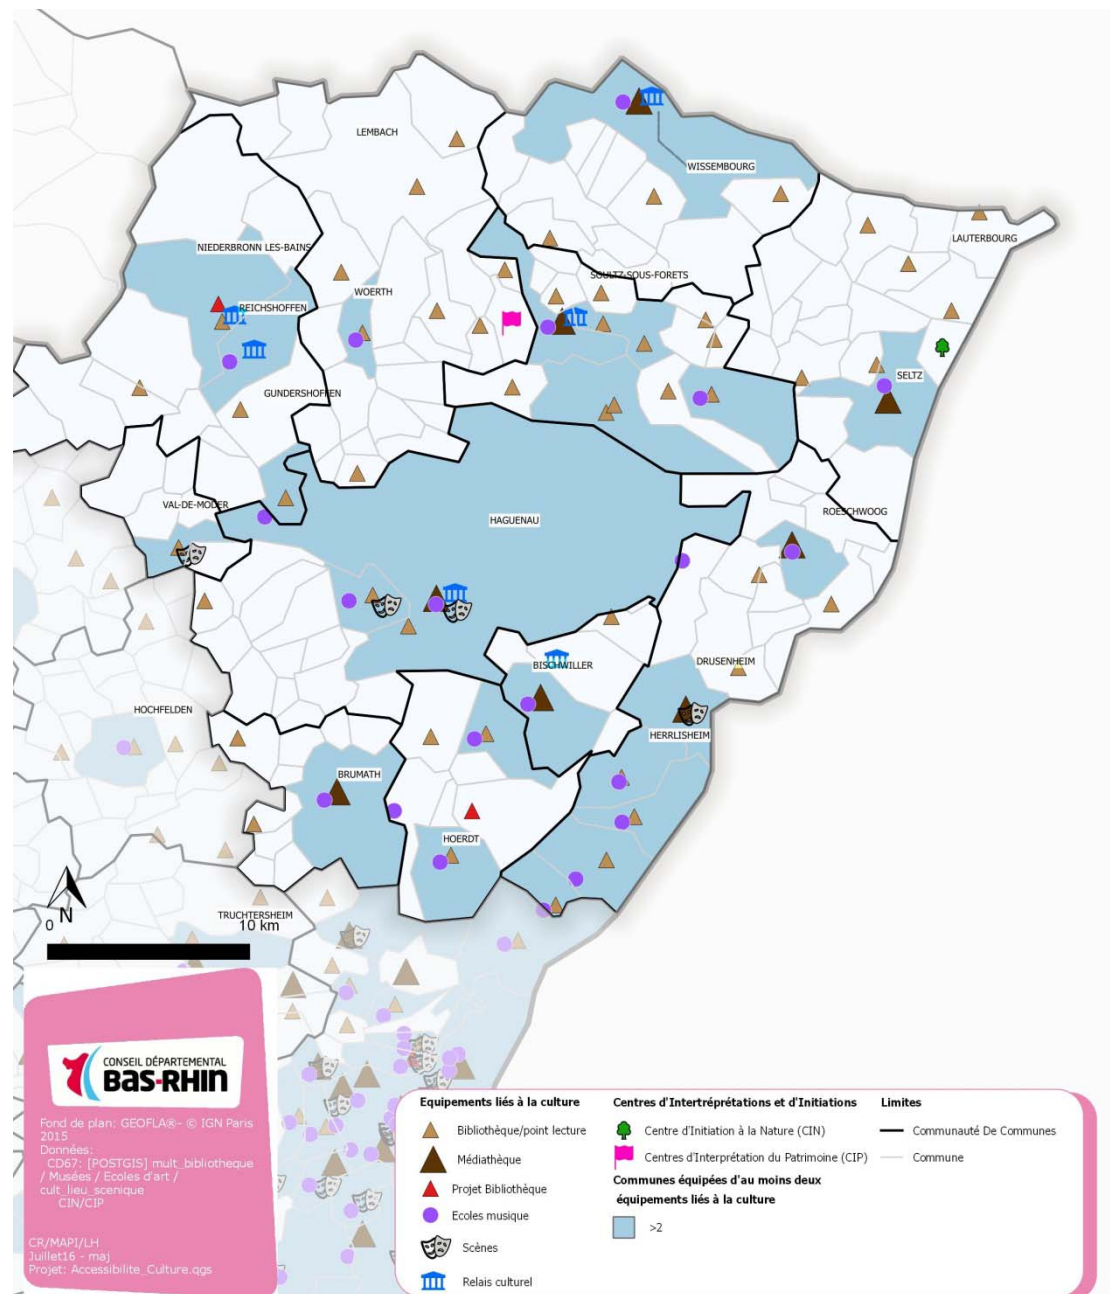 LEMBACH
WISSEMBOURG
LAUTERBOURG
NIEDERBRONN LES-BAINS
SOULTZ-SOUS-FORETS
WOERTH
REICHSHOFFEN
SELTZ
GUNDERSHOFFEN
VAL-DE-MODER
ROESCHWOOG
HAGUENAU
BISCHWILLER
DRUSENHEIM
HOCHFELDEN
HERRLISHEIM
BRUMATH
HOERDT
TRUCHTERSHEIM
0 N 10 km
CONSEIL DÉPARTEMENTAL
BAS-RHIN
Fond de plan: GEOFLA®- © IGN Paris
2015
Données:
CD67: [POSTGIS] mult_bibliotheque
/ Musées / Ecoles d'art /
cult_lieu_scenique
CIN/CIP
CR/MAPI/LH
Juillet16 - maj
Projet: Accessibilite_Culture.qgs
Equipements liés à la culture
Bibliothèque/point lecture
Médiathèque
Projet Bibliothèque
Ecoles musique
Scènes
Relais culturel
Centres d'Intertréprétations et d'Initiations
Centre d'Initiation à la Nature (CIN)
Centres d'Interprétation du Patrimoine (CIP)
Communes équipées d'au moins deux
équipements liés à la culture
>2
Limites
Communauté De Communes
Commune